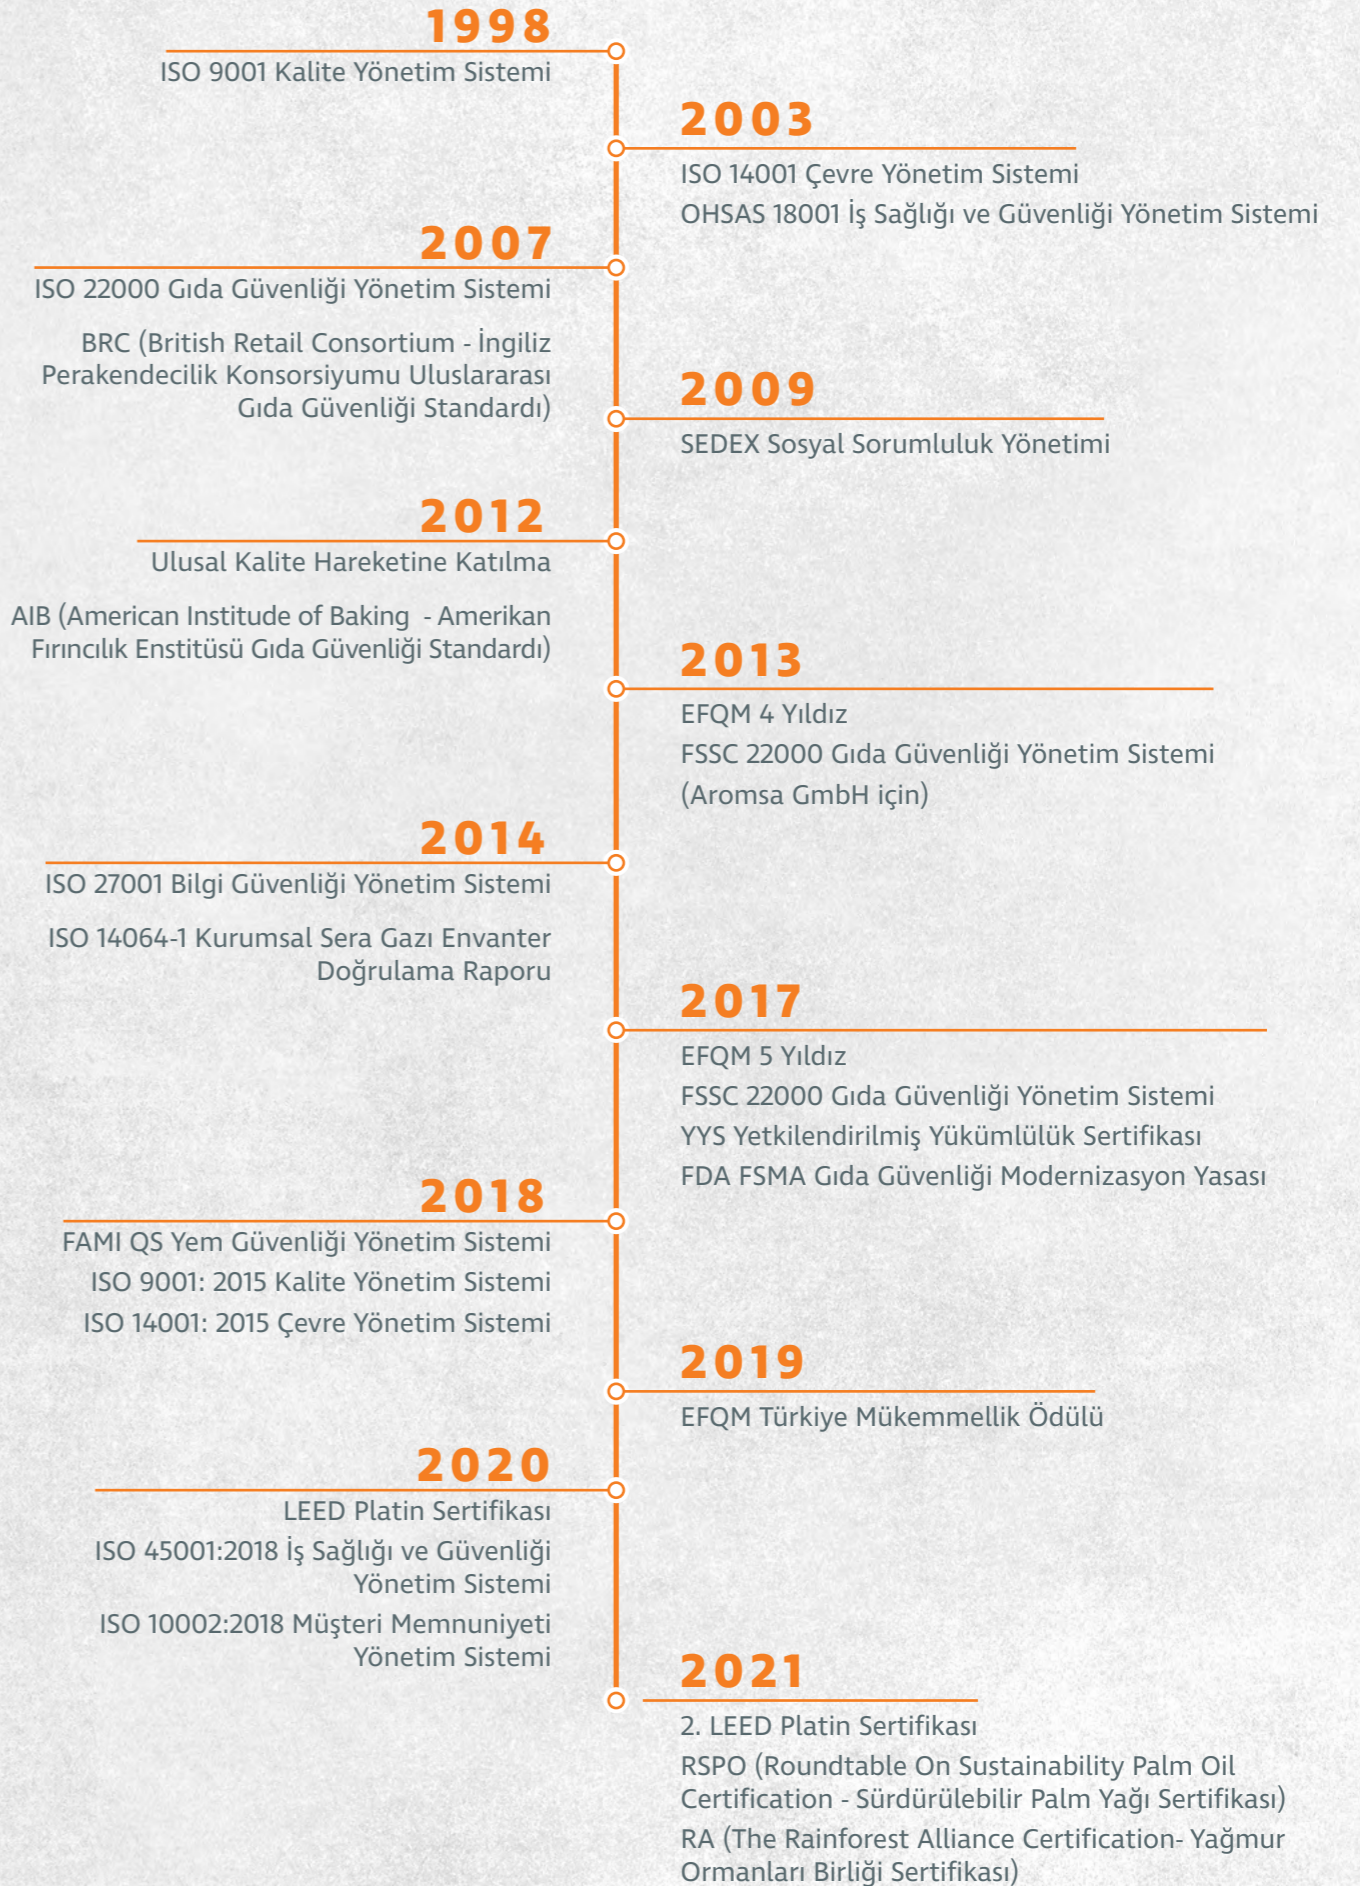 1998
ISO 9001 Kalite Yönetim Sistemi
2003
ISO 14001 Çevre Yönetim Sistemi
OHSAS 18001 İş Sağlığı ve Güvenliği Yönetim Sistemi
2007
ISO 22000 Gıda Güvenliği Yönetim Sistemi
BRC (British Retail Consortium - İngiliz
Perakendecilik Konsorsiyumu Uluslararası
Gıda Güvenliği Standardı)
2009
SEDEX Sosyal Sorumluluk Yönetimi
2012
Ulusal Kalite Hareketine Katılma
AIB (American Institude of Baking - Amerikan
Fırıncılık Enstitüsü Gıda Güvenliği Standardı)
2013
EFQM 4 Yıldız
FSSC 22000 Gıda Güvenliği Yönetim Sistemi
(Aromsa GmbH için)
2014
ISO 27001 Bilgi Güvenliği Yönetim Sistemi
ISO 14064-1 Kurumsal Sera Gazı Envanter
Doğrulama Raporu
2017
EFQM 5 Yıldız
FSSC 22000 Gıda Güvenliği Yönetim Sistemi
YYS Yetkilendirilmiş Yükümlülük Sertifikası
FDA FSMA Gıda Güvenliği Modernizasyon Yasası
2018
FAMI QS Yem Güvenliği Yönetim Sistemi
ISO 9001: 2015 Kalite Yönetim Sistemi
ISO 14001: 2015 Çevre Yönetim Sistemi
2019
EFQM Türkiye Mükemmellik Ödülü
2020
LEED Platin Sertifikası
ISO 45001:2018 İş Sağlığı ve Güvenliği
Yönetim Sistemi
ISO 10002:2018 Müşteri Memnuniyeti
Yönetim Sistemi
2021
2. LEED Platin Sertifikası
RSPO (Roundtable On Sustainability Palm Oil
Certification - Sürdürülebilir Palm Yağı Sertifikası)
RA (The Rainforest Alliance Certification- Yağmur
Ormanları Birliği Sertifikası)